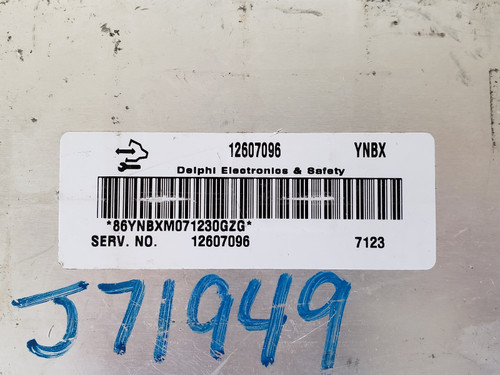 12607096 YNBX
Delphi Electronics & Safety
*86YNBXM071230GZG*
SERV. NO. 12607096 7123
J71949